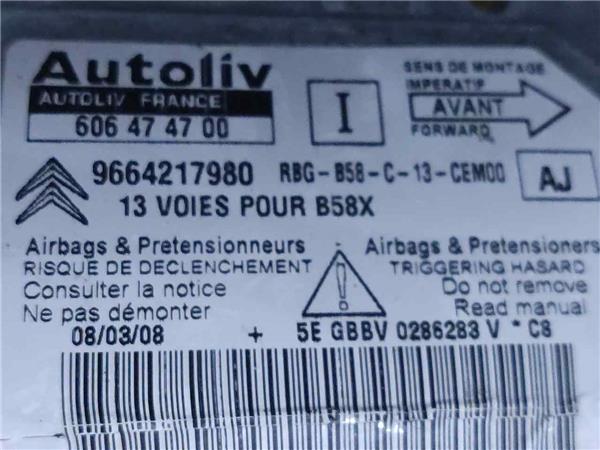 Autoliv
AUTOLIV FRANCE
606 47 47 00
I
SENS DE MONTAGE
IMPERATIF
AVANT
FORWARD
9664217980 RBG-B58-C-13-CEM00 AJ
13 VOIES POUR B58X
Airbags & Pretensionneurs
RISQUE DE DECLENCHEMENT
Consulter la notice
Ne pas démonter
Airbags & Pretensioners
TRIGGERING HASARD
Do not remove
Read manual
08/03/08 + 5E GBBV 0286283 V * C8